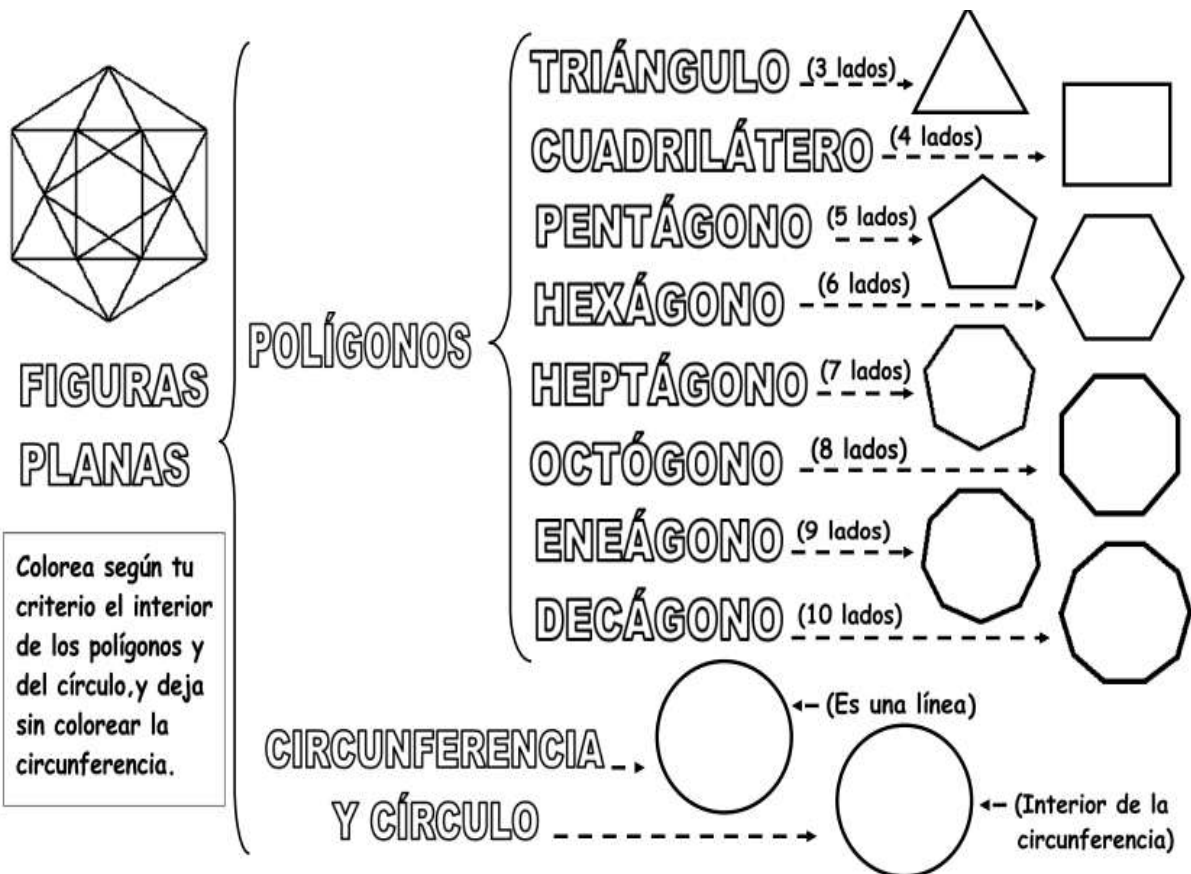 FIGURAS
PLANAS
Colorea según tu
criterio el interior
de los polígonos y
del círculo,y deja
sin colorear la
circunferencia.
POLÍGONOS
TRIÁNGULO (3 lados)
CUADRILÁTERO (4 lados)
PENTÁGONO (5 lados)
HEXÁGONO (6 lados)
HEPTÁGONO (7 lados)
OCTÓGONO (8 lados)
ENEÁGONO (9 lados)
DECÁGONO (10 lados)
CIRCUNFERENCIA (Es una línea)
Y CÍRCULO (Interior de la
circunferencia)